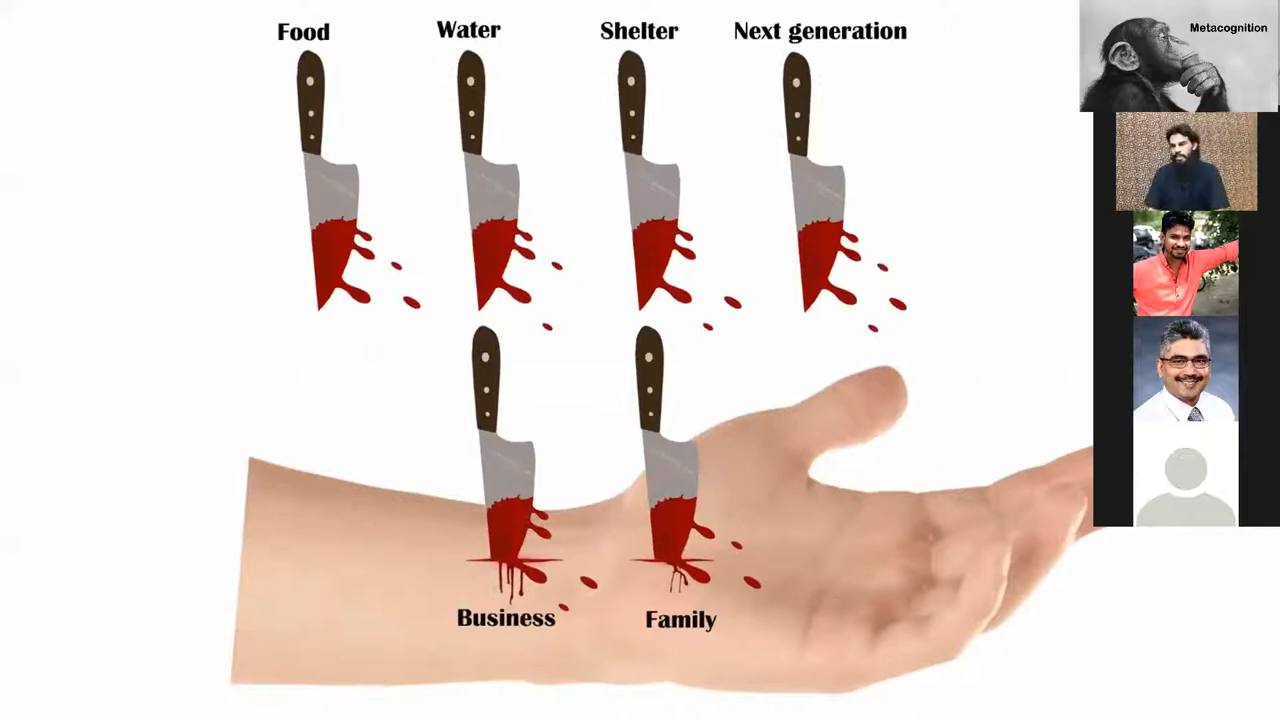 Food
Water
Shelter
Next generation
Metacognition
Business
Family